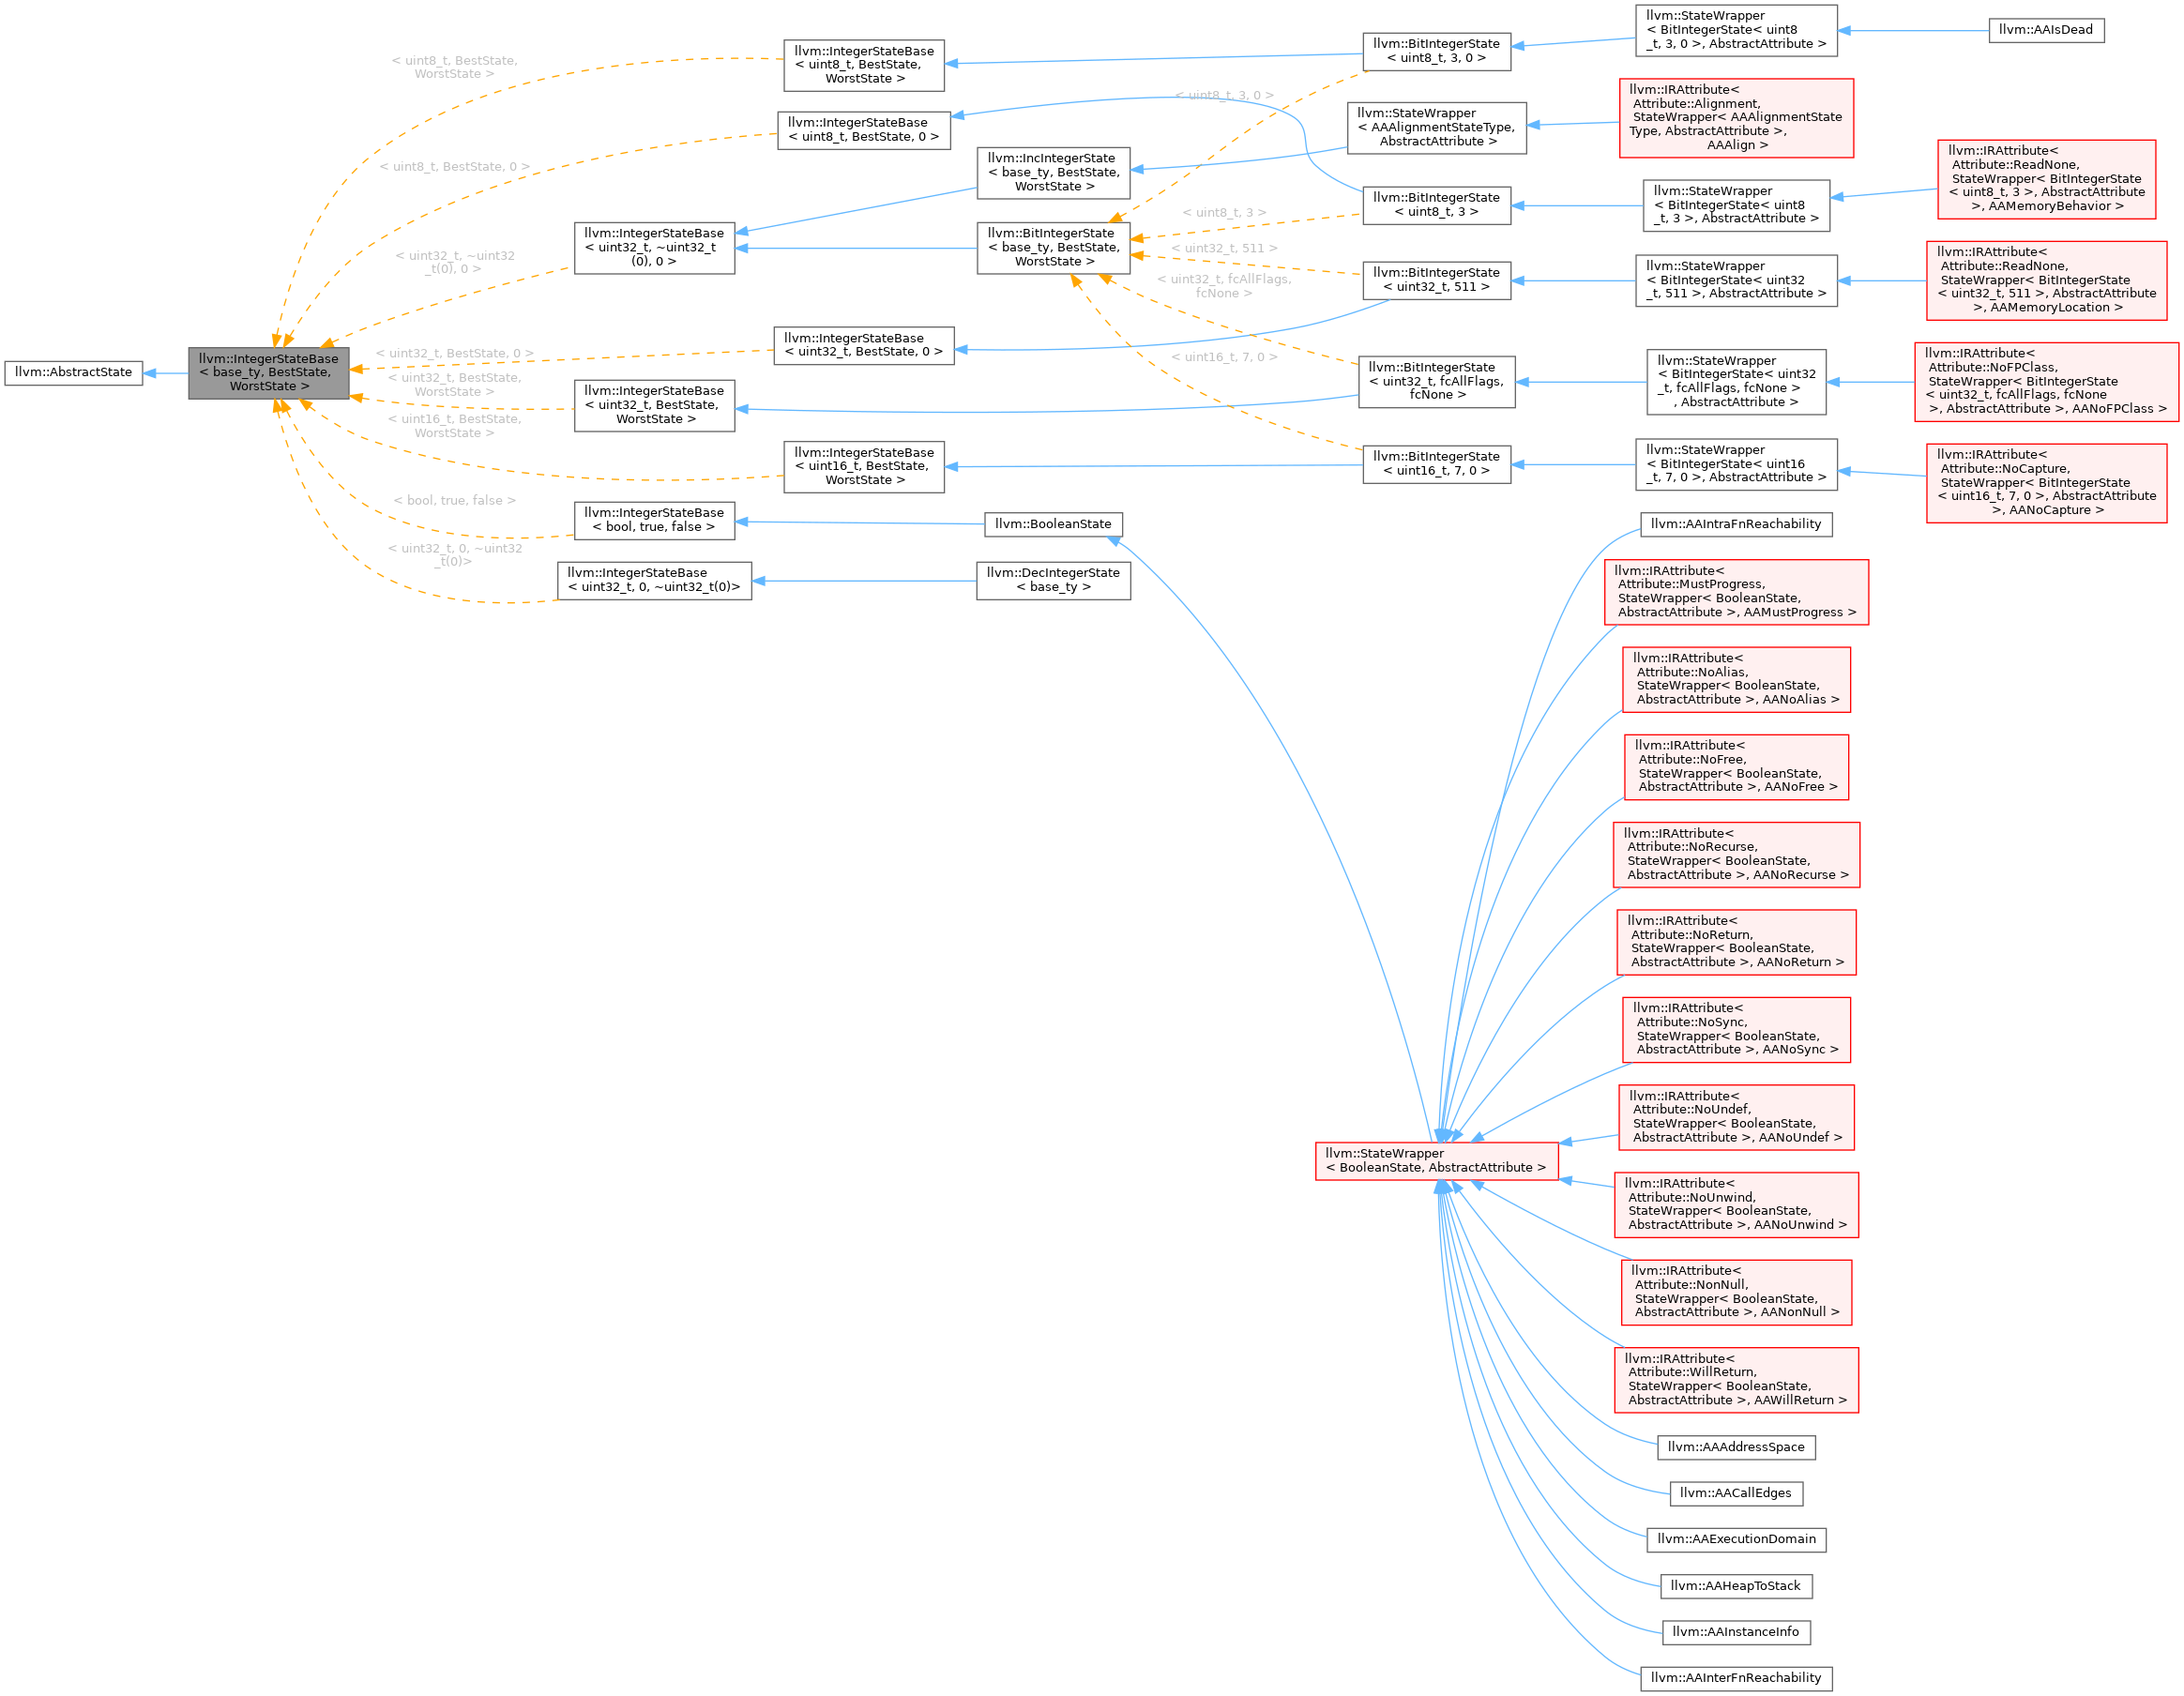 llvm::AbstractState
llvm::IntegerStateBase
< base_ty, BestState,
WorstState >
< uint8_t, BestState,
WorstState >
< uint8_t, BestState, 0 >
< uint32_t, ~uint32
_t(0), 0 >
< uint32_t, BestState, 0 >
< uint32_t, BestState,
WorstState >
< uint16_t, BestState,
WorstState >
< bool, true, false >
< uint32_t, 0, ~uint32
_t(0)>
llvm::IntegerStateBase
< uint8_t, BestState,
WorstState >
llvm::IntegerStateBase
< uint8_t, BestState, 0 >
llvm::IntegerStateBase
< uint32_t, ~uint32_t
(0), 0 >
llvm::IntegerStateBase
< uint32_t, BestState, 0 >
llvm::IntegerStateBase
< uint32_t, BestState,
WorstState >
llvm::IntegerStateBase
< uint16_t, BestState,
WorstState >
llvm::IntegerStateBase
< bool, true, false >
llvm::IntegerStateBase
< uint32_t, 0, ~uint32_t(0)>
llvm::IncIntegerState
< base_ty, BestState,
WorstState >
llvm::BitIntegerState
< base_ty, BestState,
WorstState >
llvm::BooleanState
llvm::DecIntegerState
< base_ty >
< uint8_t, 3, 0 >
< uint8_t, 3 >
< uint32_t, 511 >
< uint32_t, fcAllFlags,
fcNone >
< uint16_t, 7, 0 >
llvm::BitIntegerState
< uint8_t, 3, 0 >
llvm::StateWrapper
< AAAlignmentStateType,
AbstractAttribute >
llvm::BitIntegerState
< uint8_t, 3 >
llvm::BitIntegerState
< uint32_t, 511 >
llvm::BitIntegerState
< uint32_t, fcAllFlags,
fcNone >
llvm::BitIntegerState
< uint16_t, 7, 0 >
llvm::StateWrapper
< BooleanState, AbstractAttribute >
llvm::StateWrapper
< BitIntegerState< uint8
_t, 3, 0 >, AbstractAttribute >
llvm::AAIsDead
llvm::IRAttribute<
Attribute::Alignment,
StateWrapper< AAAlignmentState
Type, AbstractAttribute >,
AAAlign >
llvm::StateWrapper
< BitIntegerState< uint8
_t, 3 >, AbstractAttribute >
llvm::IRAttribute<
Attribute::ReadNone,
StateWrapper< BitIntegerState
< uint8_t, 3 >, AbstractAttribute
>, AAMemoryBehavior >
llvm::StateWrapper
< BitIntegerState< uint32
_t, 511 >, AbstractAttribute >
llvm::IRAttribute<
Attribute::ReadNone,
StateWrapper< BitIntegerState
< uint32_t, 511 >, AbstractAttribute
>, AAMemoryLocation >
llvm::StateWrapper
< BitIntegerState< uint32
_t, fcAllFlags, fcNone >
, AbstractAttribute >
llvm::IRAttribute<
Attribute::NoFPClass,
StateWrapper< BitIntegerState
< uint32_t, fcAllFlags, fcNone
>, AbstractAttribute >, AANoFPClass >
llvm::StateWrapper
< BitIntegerState< uint16
_t, 7, 0 >, AbstractAttribute >
llvm::IRAttribute<
Attribute::NoCapture,
StateWrapper< BitIntegerState
< uint16_t, 7, 0 >, AbstractAttribute
>, AANoCapture >
llvm::AAIntraFnReachability
llvm::IRAttribute<
Attribute::MustProgress,
StateWrapper< BooleanState,
AbstractAttribute >, AAMustProgress >
llvm::IRAttribute<
Attribute::NoAlias,
StateWrapper< BooleanState,
AbstractAttribute >, AANoAlias >
llvm::IRAttribute<
Attribute::NoFree,
StateWrapper< BooleanState,
AbstractAttribute >, AANoFree >
llvm::IRAttribute<
Attribute::NoRecurse,
StateWrapper< BooleanState,
AbstractAttribute >, AANoRecurse >
llvm::IRAttribute<
Attribute::NoReturn,
StateWrapper< BooleanState,
AbstractAttribute >, AANoReturn >
llvm::IRAttribute<
Attribute::NoSync,
StateWrapper< BooleanState,
AbstractAttribute >, AANoSync >
llvm::IRAttribute<
Attribute::NoUndef,
StateWrapper< BooleanState,
AbstractAttribute >, AANoUndef >
llvm::IRAttribute<
Attribute::NoUnwind,
StateWrapper< BooleanState,
AbstractAttribute >, AANoUnwind >
llvm::IRAttribute<
Attribute::NonNull,
StateWrapper< BooleanState,
AbstractAttribute >, AANonNull >
llvm::IRAttribute<
Attribute::WillReturn,
StateWrapper< BooleanState,
AbstractAttribute >, AAWillReturn >
llvm::AAAddressSpace
llvm::AACallEdges
llvm::AAExecutionDomain
llvm::AAHeapToStack
llvm::AAInstanceInfo
llvm::AAInterFnReachability